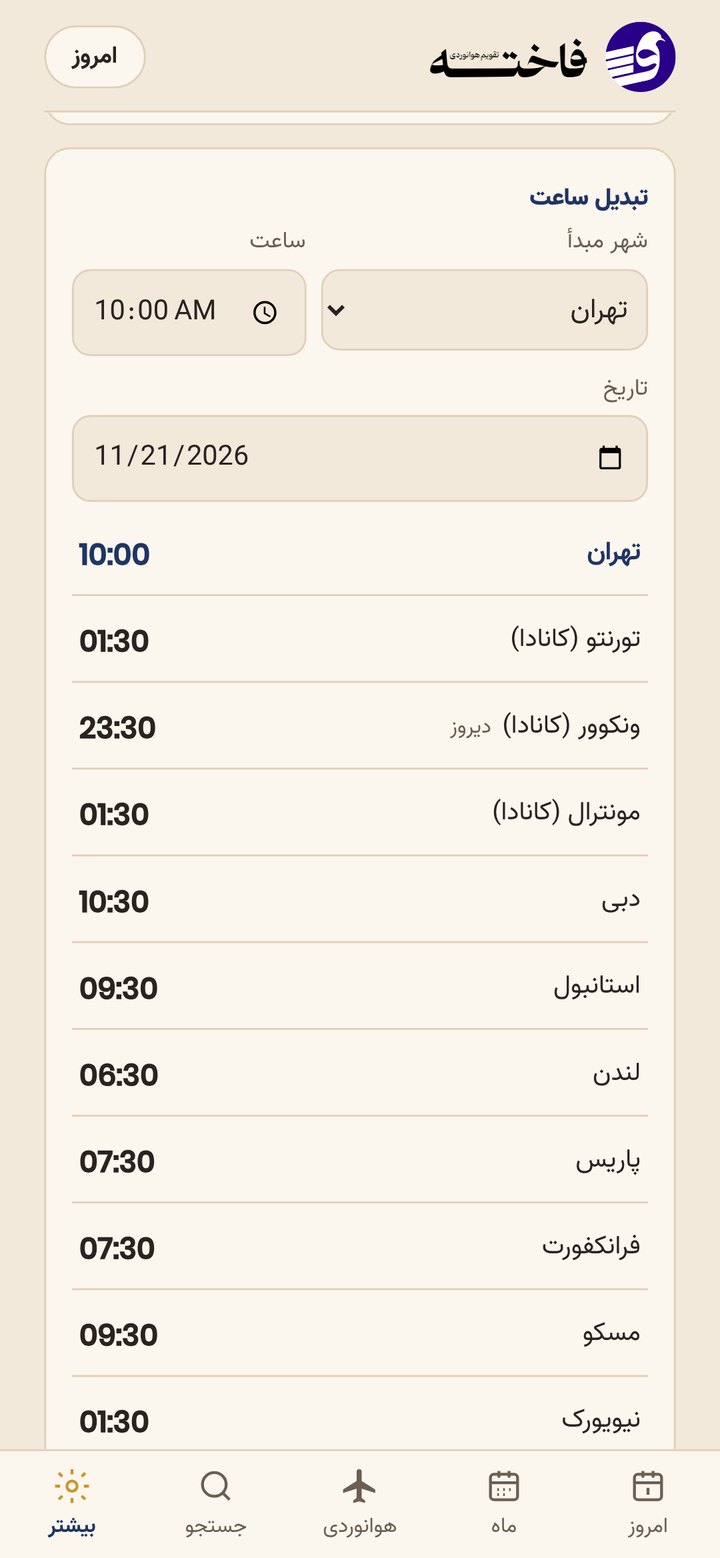 فاخته
تقویم هوانوردی
امروز
تبدیل ساعت
شهر مبدأ
ساعت
تهران
10:00 AM
تاریخ
11/21/2026
تهران 10:00
تورنتو (کانادا) 01:30
ونکوور (کانادا) دیروز 23:30
مونترال (کانادا) 01:30
دبی 10:30
استانبول 09:30
لندن 06:30
پاریس 07:30
فرانکفورت 07:30
مسکو 09:30
نیویورک 01:30
امروز
ماه
هوانوردی
جستجو
بیشتر